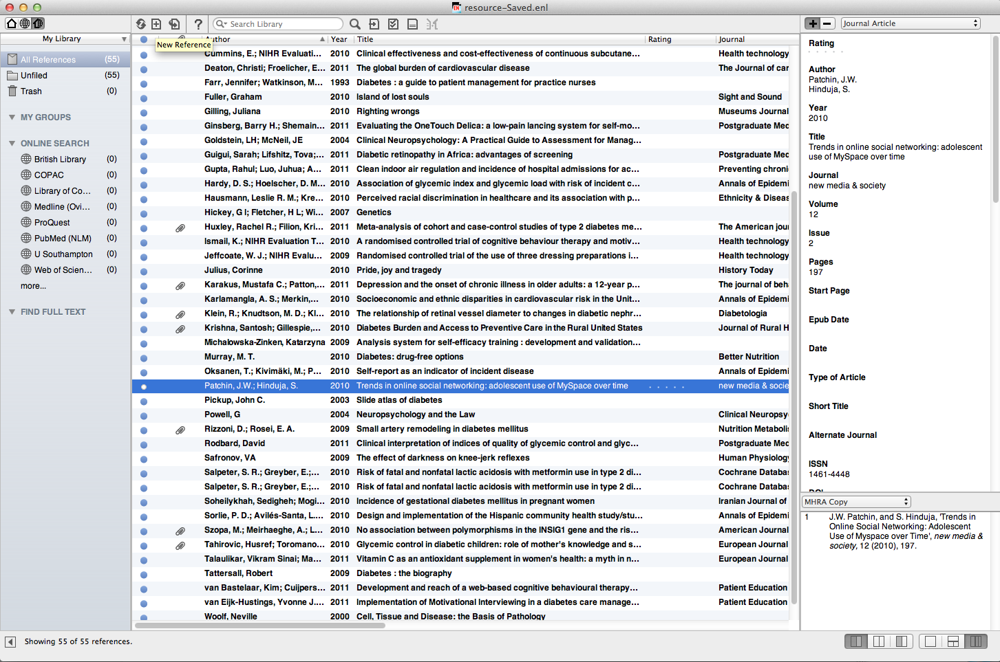 resource-Saved.enl
Search Library
Journal Article
My Library
New Reference
Author Year Title Rating Journal
All References (55)
Unfiled (55)
Trash (0)
MY GROUPS
ONLINE SEARCH
British Library (0)
COPAC (0)
Library of Co... (0)
Medline (Ovi... (0)
ProQuest (0)
PubMed (NLM) (0)
U Southampton (0)
Web of Scien... (0)
more...
FIND FULL TEXT
Cummins, E.; NIHR Evaluati... 2010 Clinical effectiveness and cost-effectiveness of continuous subcutane... Health technology
Deaton, Christi; Froelicher, E... 2011 The global burden of cardiovascular disease The Journal of car
Farr, Jennifer; Watkinson, M... 1993 Diabetes : a guide to patient management for practice nurses
Fuller, Graham 2010 Island of lost souls Sight and Sound
Gilling, Juliana 2010 Righting wrongs Museums Journal
Ginsberg, Barry H.; Shemain... 2011 Evaluating the OneTouch Delica: a low-pain lancing system for self-mo... Postgraduate Med
Goldstein, LH; McNeil, JE 2004 Clinical Neuropsychology: A Practical Guide to Assessment for Manag...
Guigui, Sarah; Lifshitz, Tova;... 2011 Diabetic retinopathy in Africa: advantages of screening Postgraduate Med
Gupta, Rahul; Luo, Juhua; A... 2011 Clean indoor air regulation and incidence of hospital admissions for ac... Preventing chroni
Hardy, D. S.; Hoelscher, D. M... 2010 Association of glycemic index and glycemic load with risk of incident c... Annals of Epidemi
Hausmann, Leslie R. M.; Kre... 2010 Perceived racial discrimination in healthcare and its association with p... Ethnicity & Diseas
Hickey, G I; Fletcher, H L; Wi... 2007 Genetics
Huxley, Rachel R.; Filion, Kri... 2011 Meta-analysis of cohort and case-control studies of type 2 diabetes me... The American jour
Ismail, K.; NIHR Evaluation T... 2010 A randomised controlled trial of cognitive behaviour therapy and motiv... Health technology
Jeffcoate, W. J.; NIHR Evalu... 2009 Randomised controlled trial of the use of three dressing preparations i... Health technology
Julius, Corinne 2010 Pride, joy and tragedy History Today
Karakus, Mustafa C.; Patton,... 2011 Depression and the onset of chronic illness in older adults: a 12-year p... The journal of beh
Karlamangla, A. S.; Merkin,... 2010 Socioeconomic and ethnic disparities in cardiovascular risk in the Unit... Annals of Epidemi
Klein, R.; Knudtson, M. D.; Kl... 2010 The relationship of retinal vessel diameter to changes in diabetic nephr... Diabetologia
Krishna, Santosh; Gillespie,... 2010 Diabetes Burden and Access to Preventive Care in the Rural United States Journal of Rural H
Michalowska-Zinken, Katarzyna 2009 Analysis system for self-efficacy training : development and validation...
Murray, M. T. 2010 Diabetes: drug-free options Better Nutrition
Oksanen, T.; Kivimäki, M.; P... 2010 Self-report as an indicator of incident disease Annals of Epidemi
Patchin, J.W.; Hinduja, S. 2010 Trends in online social networking: adolescent use of MySpace over time new media & socie
Pickup, John C. 2003 Slide atlas of diabetes
Powell, G 2004 Neuropsychology and the Law Clinical Neuropsy
Rizzoni, D.; Rosei, E. A. 2009 Small artery remodeling in diabetes mellitus Nutrition Metabolis
Rodbard, David 2011 Clinical interpretation of indices of quality of glycemic control and glyc... Postgraduate Med
Safronov, VA 2009 The effect of darkness on knee-jerk reflexes Human Physiology
Salpeter, S. R.; Greyber, E.;... 2010 Risk of fatal and nonfatal lactic acidosis with metformin use in type 2 di... Cochrane Databas
Salpeter, S. R.; Greyber, E.;... 2010 Risk of fatal and nonfatal lactic acidosis with metformin use in type 2 di... Cochrane Databas
Soheilykhah, Sedigheh; Mogi... 2010 Incidence of gestational diabetes mellitus in pregnant women Iranian Journal of
Sorlie, P. D.; Avilés-Santa, L.... 2010 Design and implementation of the Hispanic community health study/stu... Annals of Epidemi
Szopa, M.; Meirhaeghe, A.; L... 2010 No association between polymorphisms in the INSIG1 gene and the ris... American Journal
Tahirovic, Husref; Toromano... 2010 Glycemic control in diabetic children: role of mother's knowledge and s... European Journal
Talaulikar, Vikram Sinai; Ma... 2011 Vitamin C as an antioxidant supplement in women's health: a myth in n... European Journal
Tattersall, Robert 2009 Diabetes : the biography
van Bastelaar, Kim; Cuijpers... 2011 Development and reach of a web-based cognitive behavioural therapy... Patient Education
van Eijk-Hustings, Yvonne J.... 2011 Implementation of Motivational Interviewing in a diabetes care manage... Patient Education
Woolf, Neville 2000 Cell, Tissue and Disease: the Basis of Pathology
Rating
Author
Patchin, J.W.
Hinduja, S.
Year
2010
Title
Trends in online social networking: adolescent
use of MySpace over time
Journal
new media & society
Volume
12
Issue
2
Pages
197
Start Page
Epub Date
Date
Type of Article
Short Title
Alternate Journal
ISSN
1461-4448
MHRA Copy
1 J.W. Patchin, and S. Hinduja, 'Trends in
Online Social Networking: Adolescent
Use of Myspace over Time', new media &
society, 12 (2010), 197.
Showing 55 of 55 references.